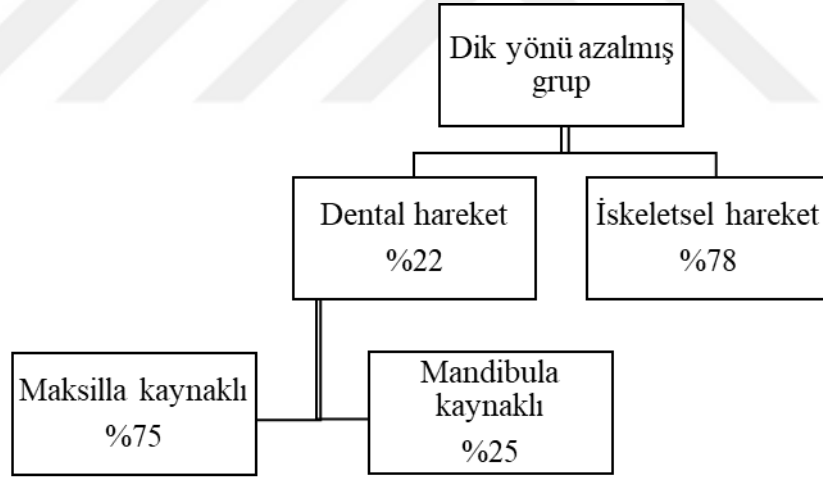 Dik yönü azalmış
grup
Dental hareket
%22
İskeletsel hareket
%78
Maksilla kaynaklı
%75
Mandibula
kaynaklı
%25